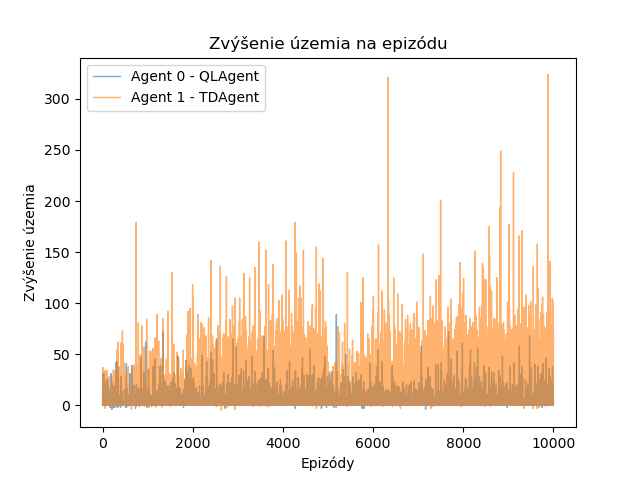 Zvýšenie územia na epizódu
Agent 0 - QLAgent
Agent 1 - TDAgent
Zvýšenie územia
300
250
200
150
100
50
0
0 2000 4000 6000 8000 10000
Epizódy